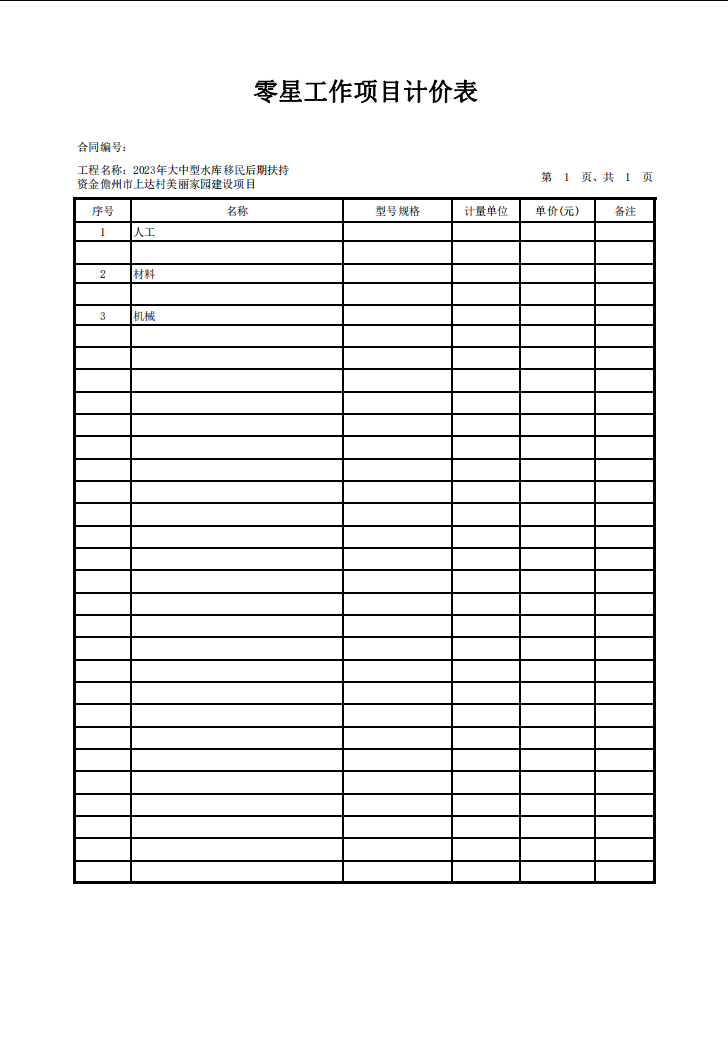 零星工作项目计价表
合同编号：
工程名称：2023年大中型水库移民后期扶持
资金儋州市上达村美丽家园建设项目
第 1 页、共 1 页
序号 名称 型号规格 计量单位 单价(元) 备注
1 人工
2 材料
3 机械